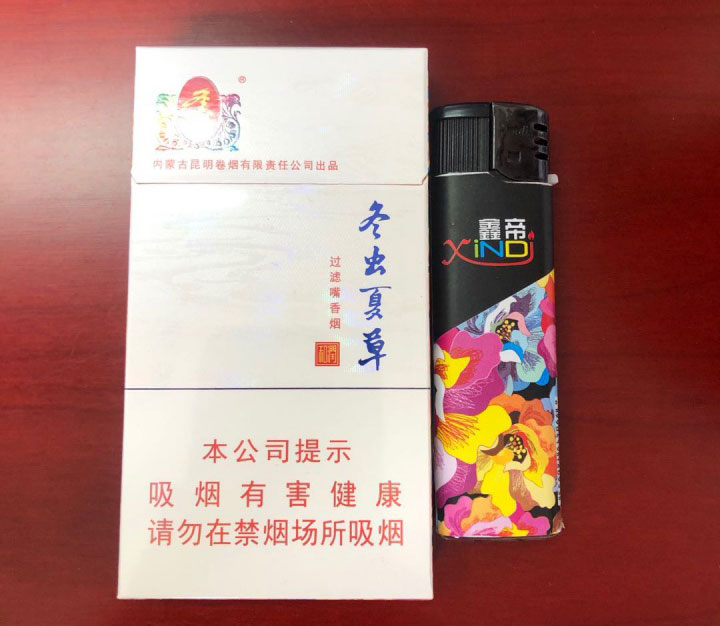 ®
内蒙古昆明卷烟有限责任公司出品
冬虫夏草
过滤嘴香烟
本公司提示
吸烟有害健康
请勿在禁烟场所吸烟
鑫帝
XiNDi